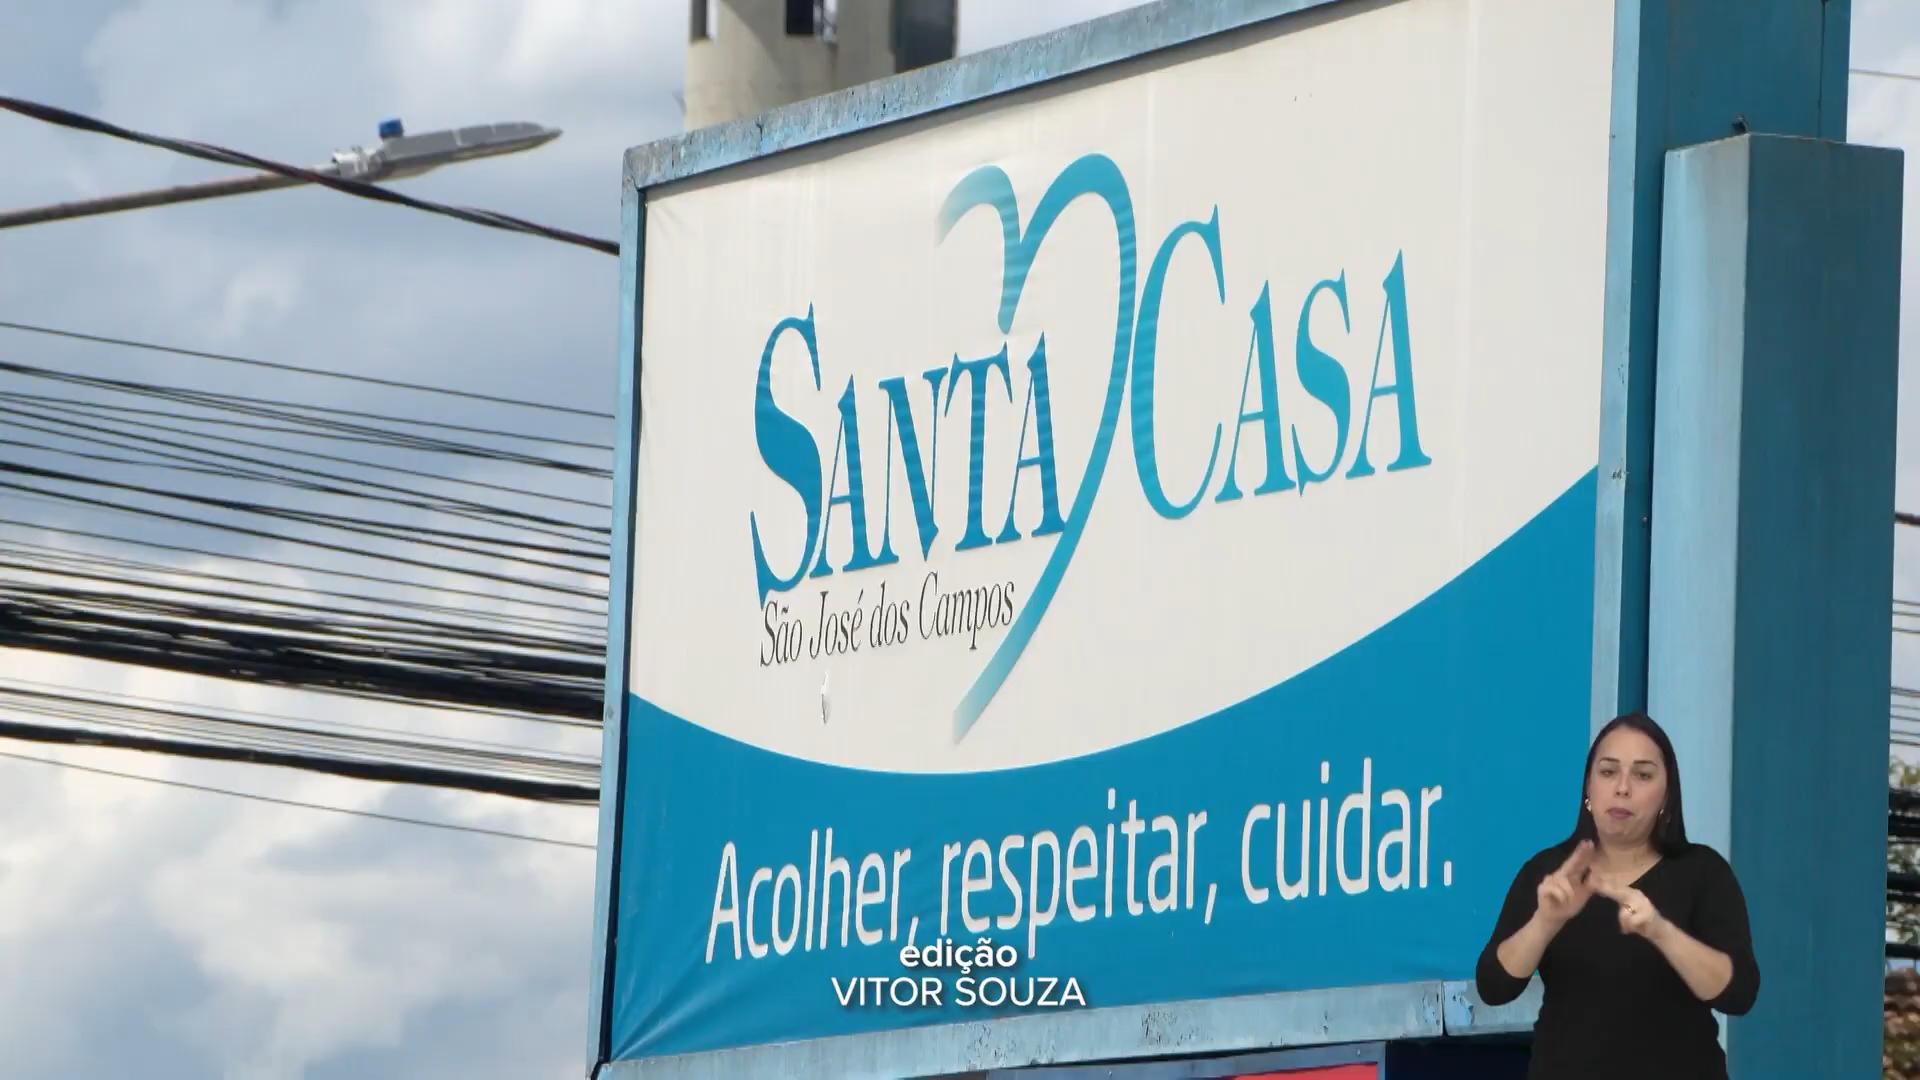 SANTA CASA
São José dos Campos
Acolher, respeitar, cuidar.
edição
VITOR SOUZA